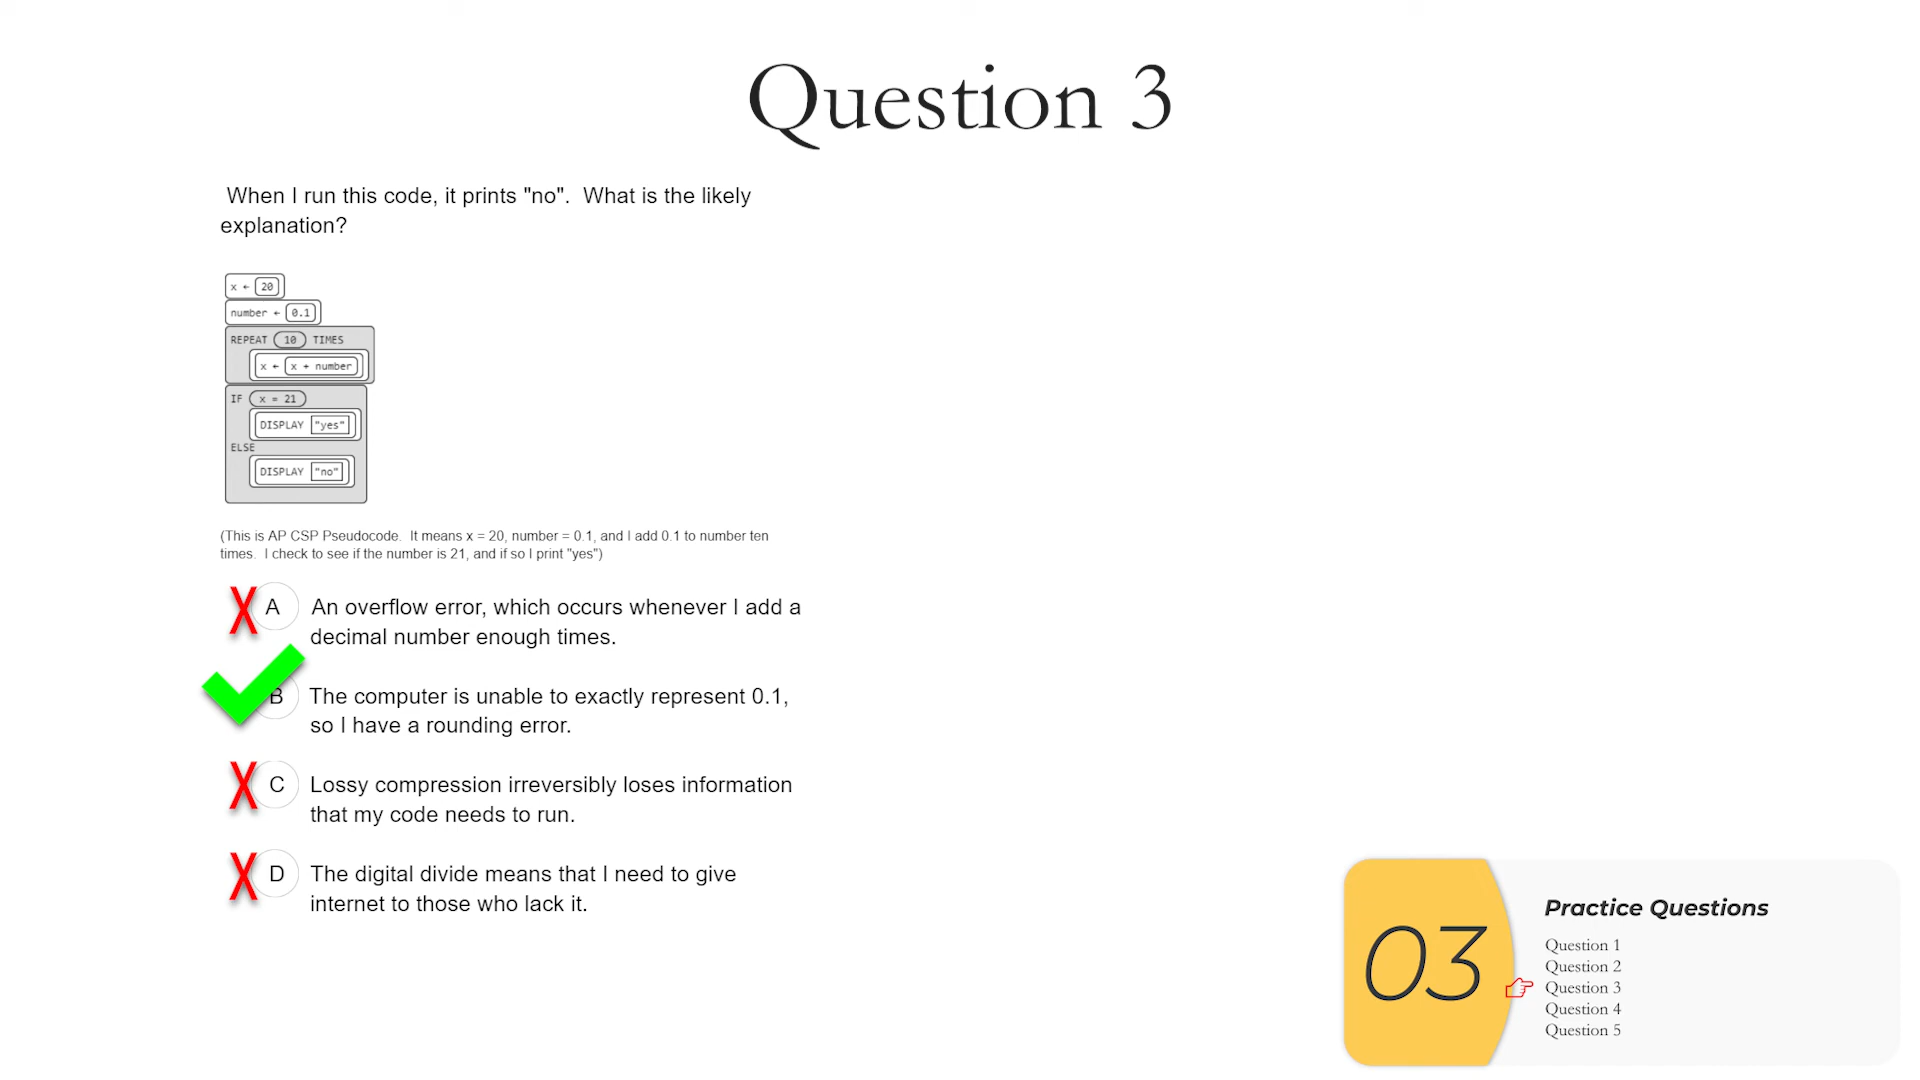 Question 3
When I run this code, it prints "no".  What is the likely
explanation?
x ← 20
number ← 0.1
REPEAT 10 TIMES
x ← x + number
IF x = 21
DISPLAY "yes"
ELSE
DISPLAY "no"
(This is AP CSP Pseudocode.  It means x = 20, number = 0.1, and I add 0.1 to number ten
times.  I check to see if the number is 21, and if so I print "yes")
X A An overflow error, which occurs whenever I add a
decimal number enough times.
B The computer is unable to exactly represent 0.1,
so I have a rounding error.
X C Lossy compression irreversibly loses information
that my code needs to run.
X D The digital divide means that I need to give
internet to those who lack it.
03
Practice Questions
Question 1
Question 2
Question 3
Question 4
Question 5